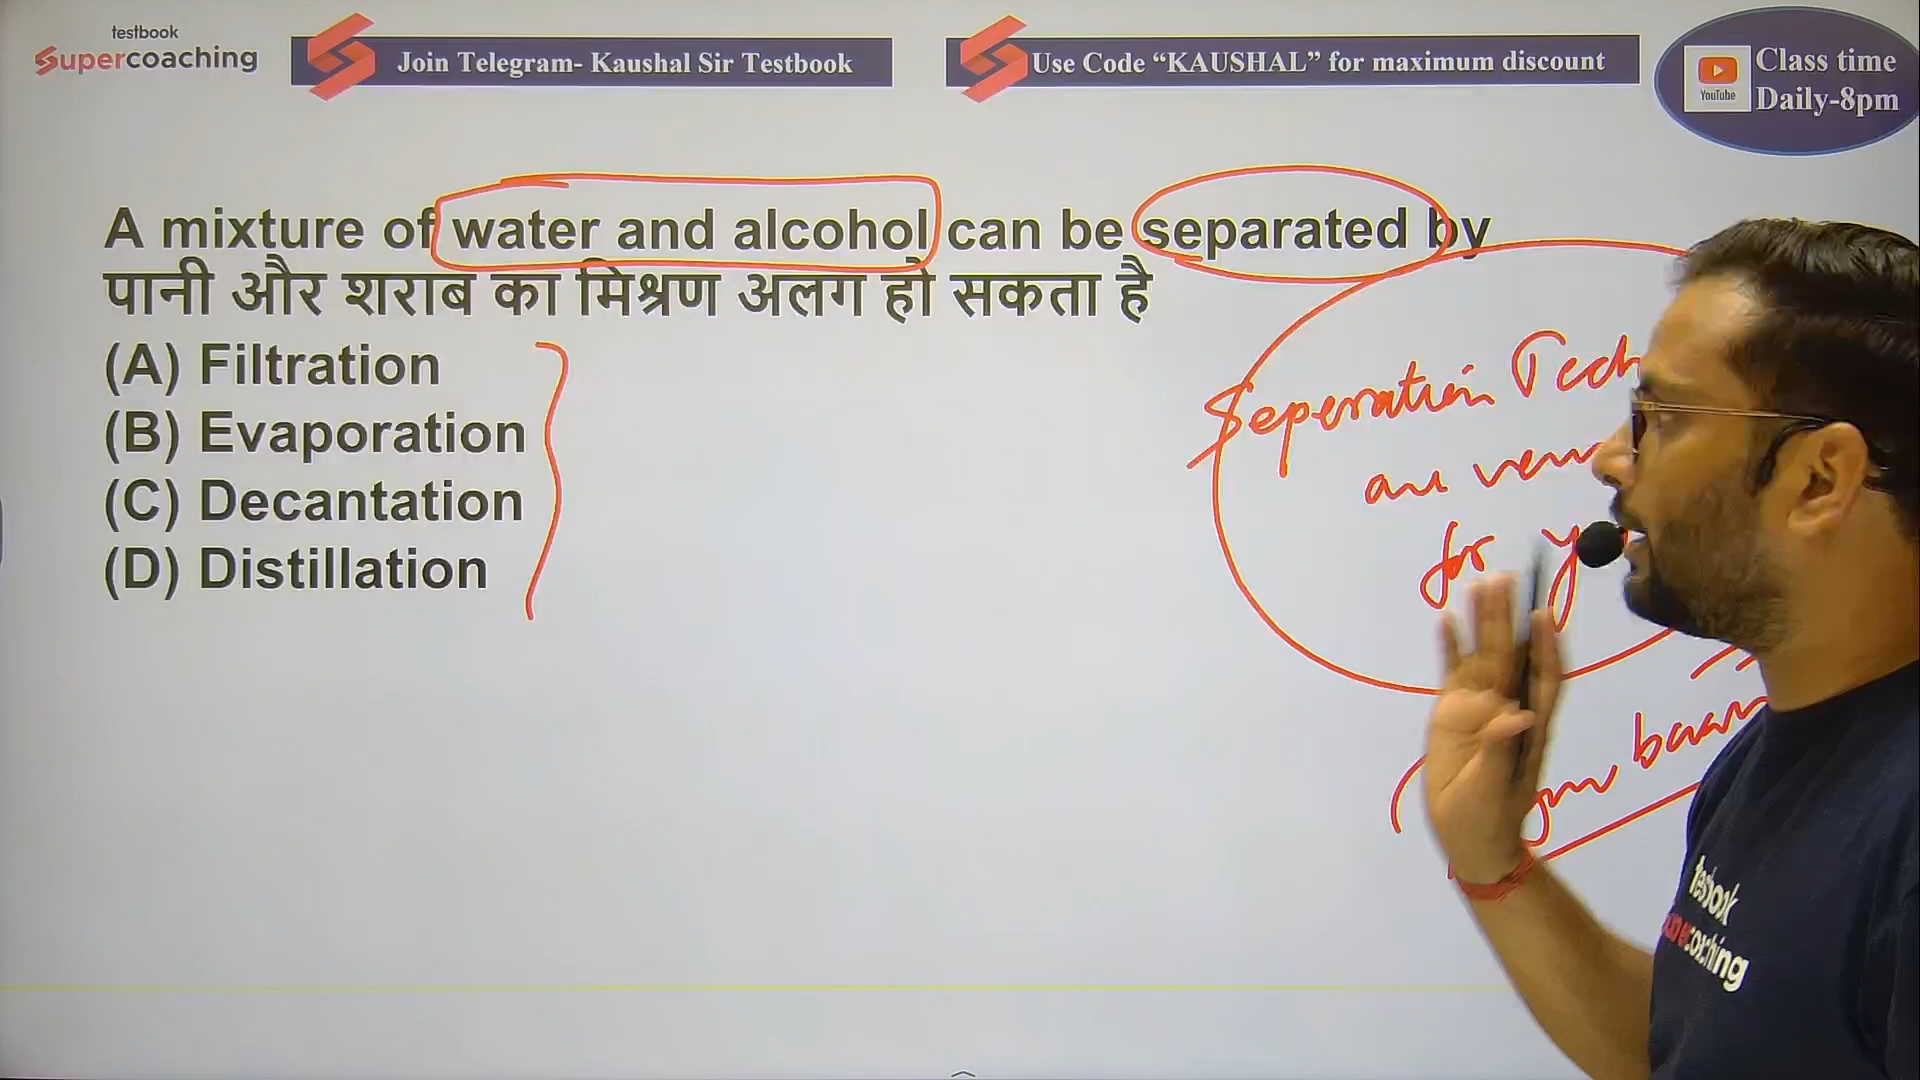 testbook
Supercoaching
Join Telegram- Kaushal Sir Testbook
Use Code “KAUSHAL” for maximum discount
YouTube
Class time
Daily-8pm
A mixture of water and alcohol can be separated by
पानी और शराब का मिश्रण अलग हो सकता है
(A) Filtration
(B) Evaporation
(C) Decantation
(D) Distillation
Seperation Tech
are
for
testbook
coaching